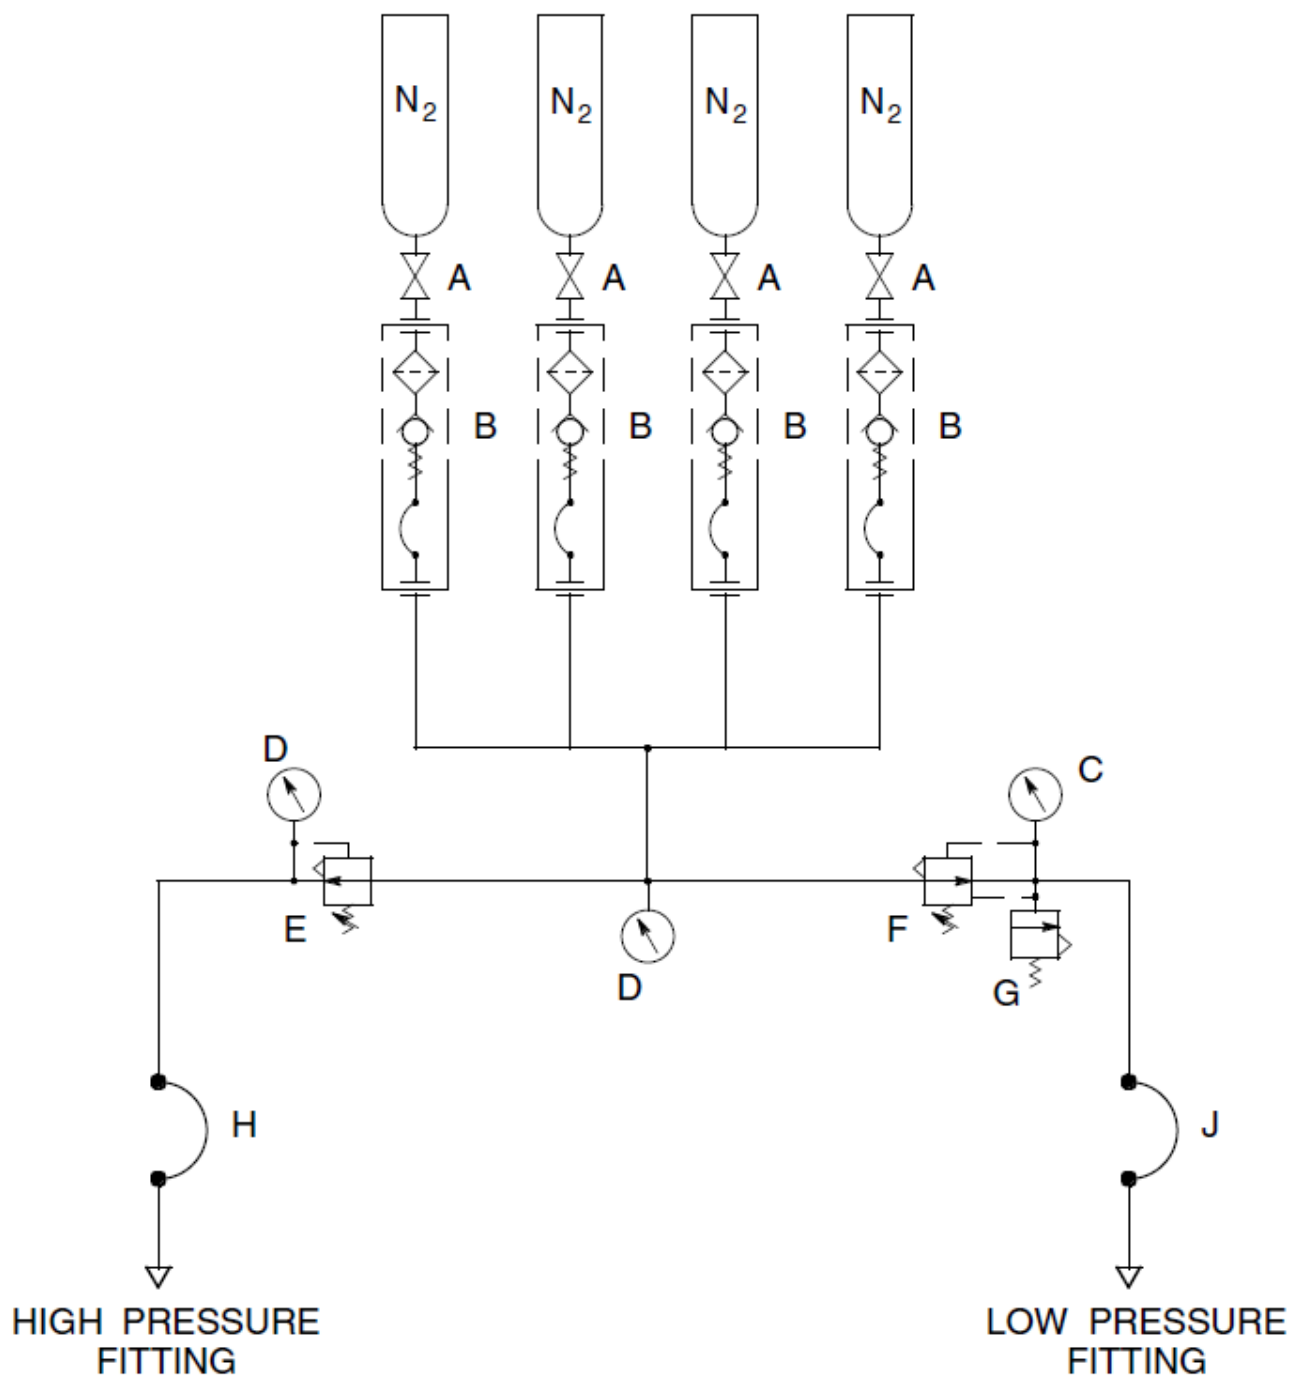 N2 N2 N2 N2
A A A A
B B B B
D C
E F
D G
H J
HIGH PRESSURE
FITTING
LOW PRESSURE
FITTING